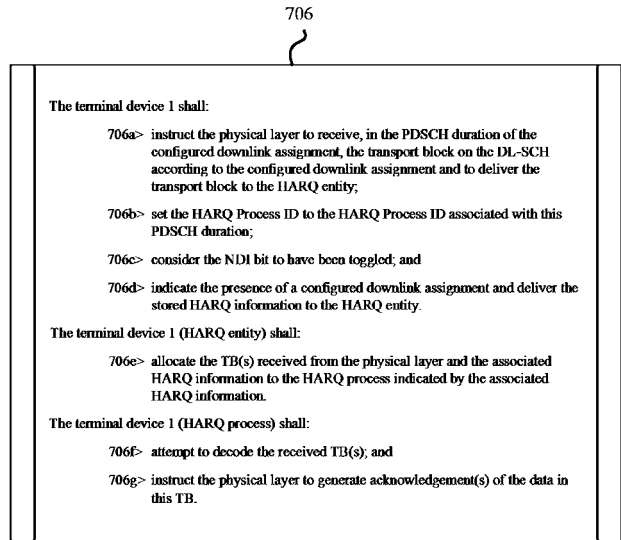 706
The terminal device 1 shall:
706a> instruct the physical layer to receive, in the PDSCH duration of the
configured downlink assignment, the transport block on the DL-SCH
according to the configured downlink assignment and to deliver the
transport block to the HARQ entity;
706b> set the HARQ Process ID to the HARQ Process ID associated with this
PDSCH duration;
706c> consider the NDI bit to have been toggled; and
706d> indicate the presence of a configured downlink assignment and deliver the
stored HARQ information to the HARQ entity.
The terminal device 1 (HARQ entity) shall:
706e> allocate the TB(s) received from the physical layer and the associated
HARQ information to the HARQ process indicated by the associated
HARQ information.
The terminal device 1 (HARQ process) shall:
706f> attempt to decode the received TB(s); and
706g> instruct the physical layer to generate acknowledgement(s) of the data in
this TB.